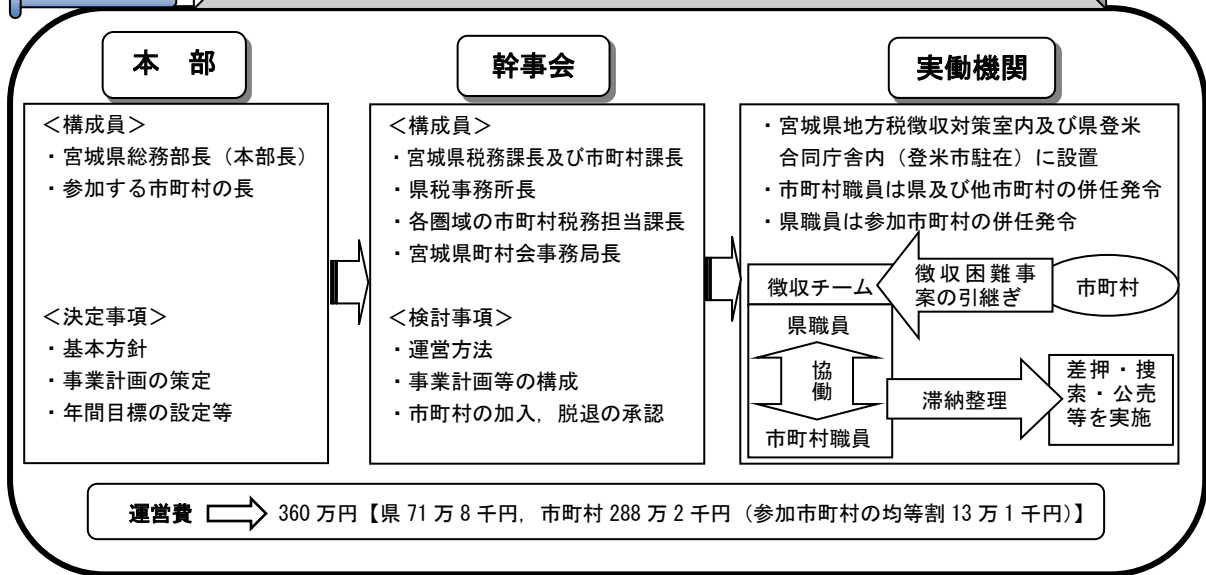 本 部
＜構成員＞
・宮城県総務部長（本部長）
・参加する市町村の長
＜決定事項＞
・基本方針
・事業計画の策定
・年間目標の設定等
幹事会
＜構成員＞
・宮城県税務課長及び市町村課長
・県税事務所長
・各圏域の市町村税務担当課長
・宮城県町村会事務局長
＜検討事項＞
・運営方法
・事業計画等の構成
・市町村の加入，脱退の承認
実働機関
・宮城県地方税徴収対策室内及び県登米
合同庁舎内（登米市駐在）に設置
・市町村職員は県及び他市町村の併任発令
・県職員は参加市町村の併任発令
徴収チーム
徴収困難事
案の引継ぎ
市町村
県職員
協
働
市町村職員
滞納整理
差押・捜
索・公売
等を実施
運営費 360 万円【県 71 万 8 千円，市町村 288 万 2 千円（参加市町村の均等割 13 万 1 千円）】